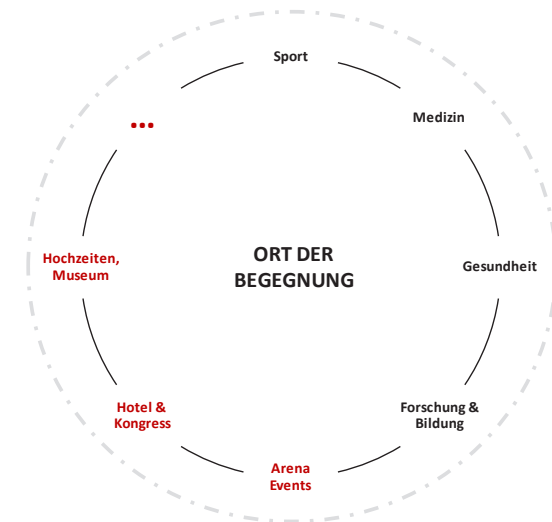 Sport
Medizin
Gesundheit
Forschung &
Bildung
Arena
Events
Hotel &
Kongress
Hochzeiten,
Museum
...
ORT DER
BEGEGNUNG